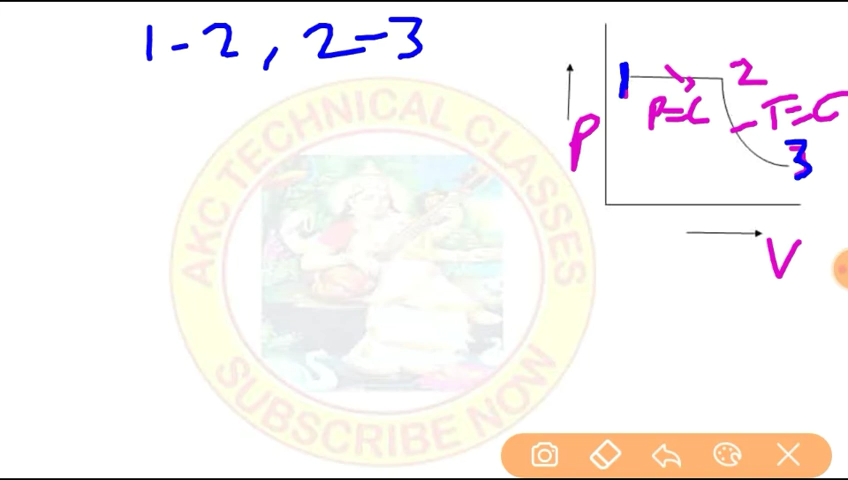 1-2, 2-3
1
2
P=C
T=C
P
3
V
AKC TECHNICAL CLASSES
SUBSCRIBE NOW